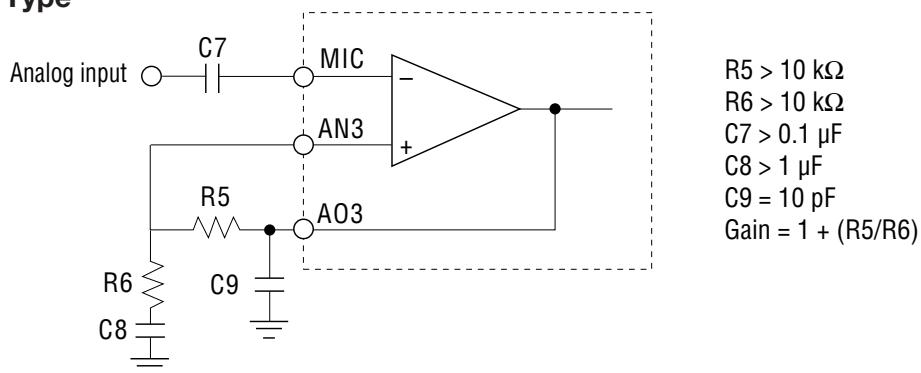 Type
C7
MIC
Analog input
−
AN3
+
R5
AO3
R6
C9
C8
R5 > 10 kΩ
R6 > 10 kΩ
C7 > 0.1 µF
C8 > 1 µF
C9 = 10 pF
Gain = 1 + (R5/R6)